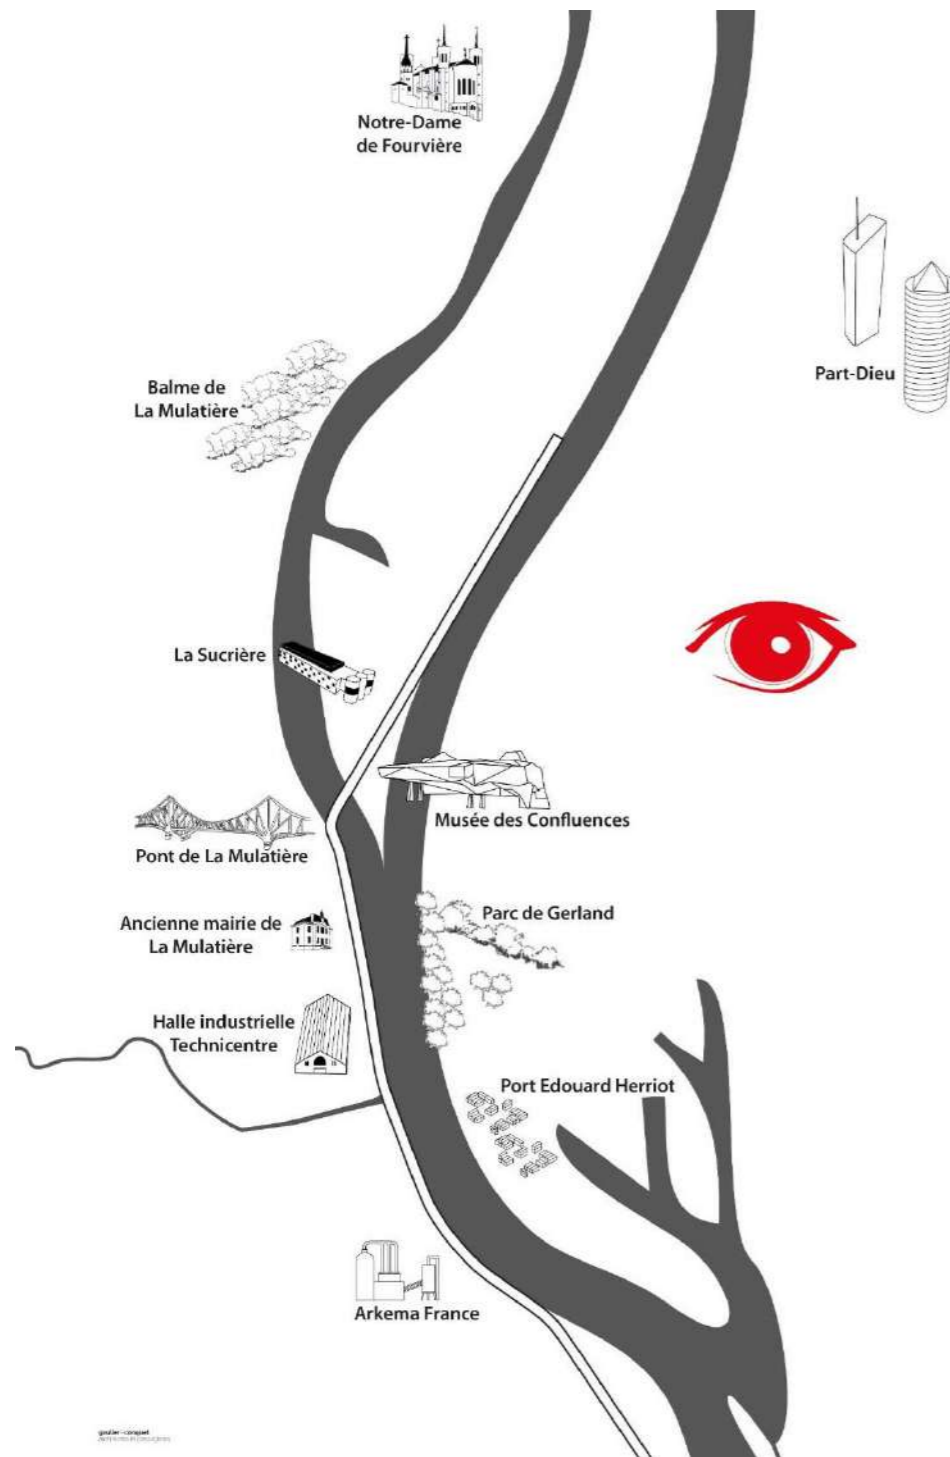 Notre-Dame
de Fourvière
Part-Dieu
Balme de
La Mulatière
La Sucrière
Musée des Confluences
Pont de La Mulatière
Parc de Gerland
Ancienne mairie de
La Mulatière
Halle industrielle
Technicentre
Port Edouard Herriot
Arkema France